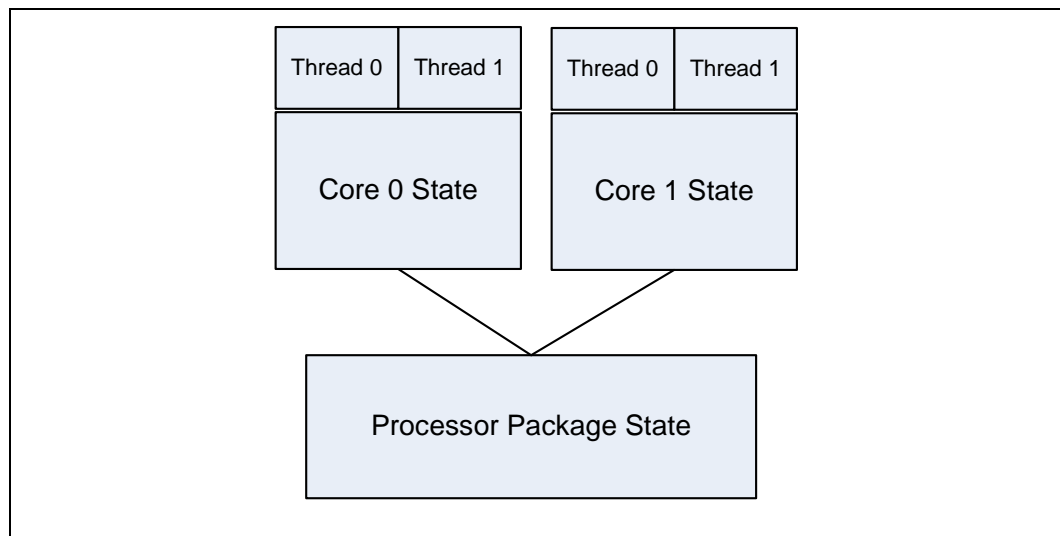 Thread 0
Thread 1
Thread 0
Thread 1
Core 0 State
Core 1 State
Processor Package State